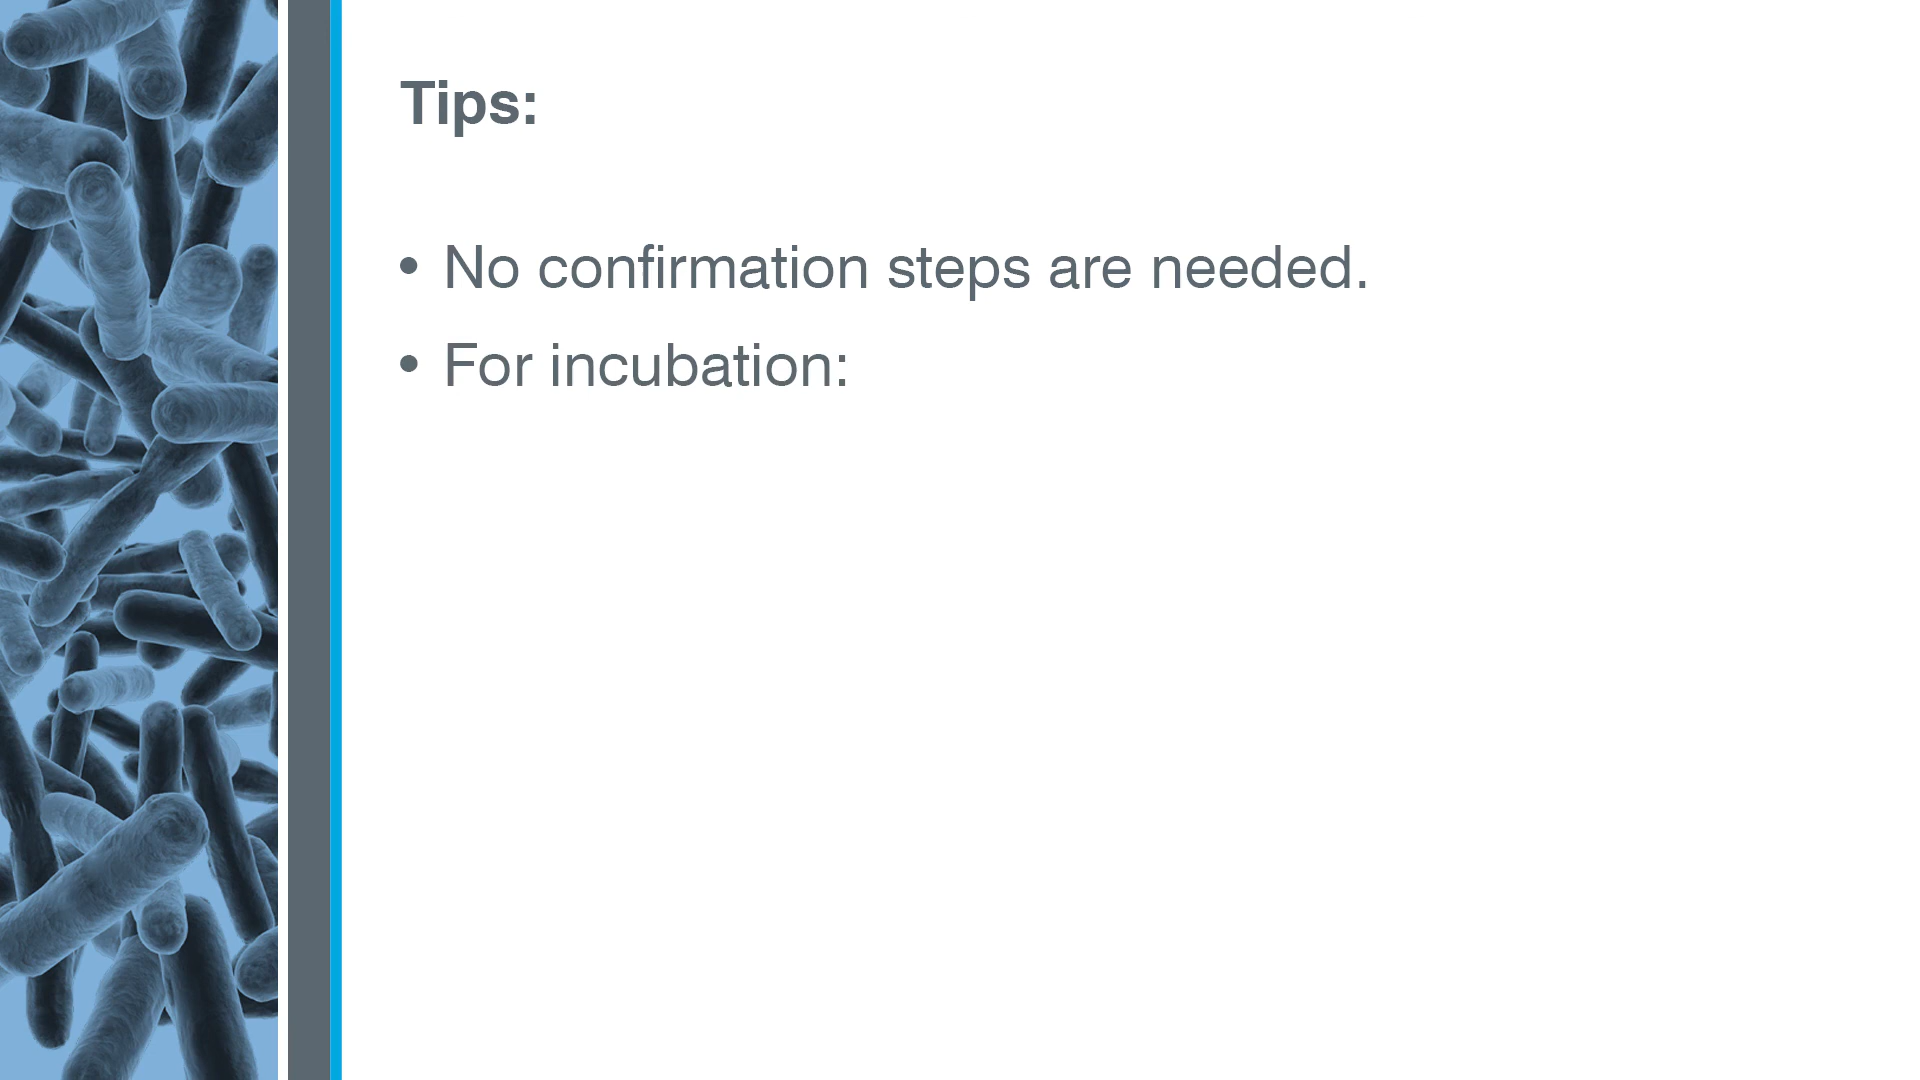 Tips:
• No confirmation steps are needed.
• For incubation: